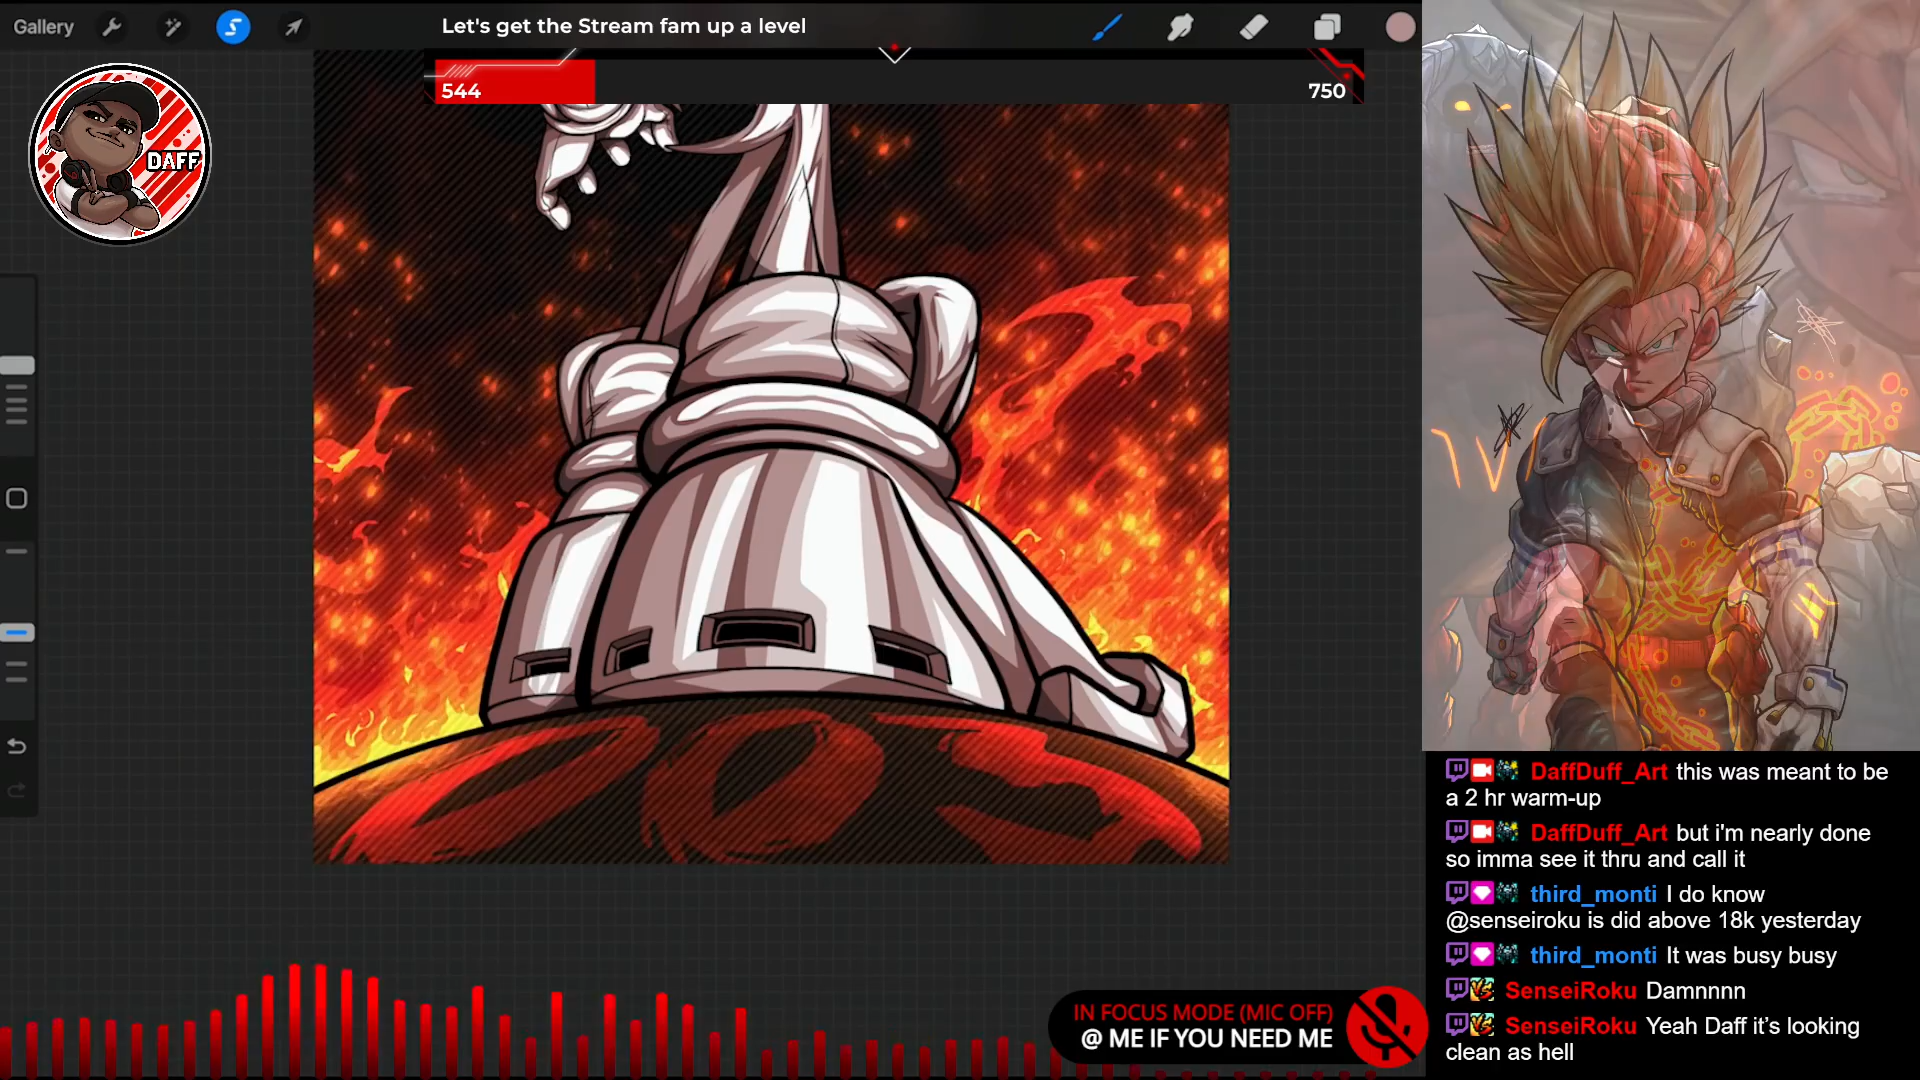 Gallery
Let's get the Stream fam up a level
544
750
DAFF
IN FOCUS MODE (MIC OFF)
@ ME IF YOU NEED ME
DaffDuff_Art this was meant to be
a 2 hr warm-up
DaffDuff_Art but i'm nearly done
so imma see it thru and call it
third_monti I do know
@senseiroku is did above 18k yesterday
third_monti It was busy busy
SenseiRoku Damnnnn
SenseiRoku Yeah Daff it’s looking
clean as hell